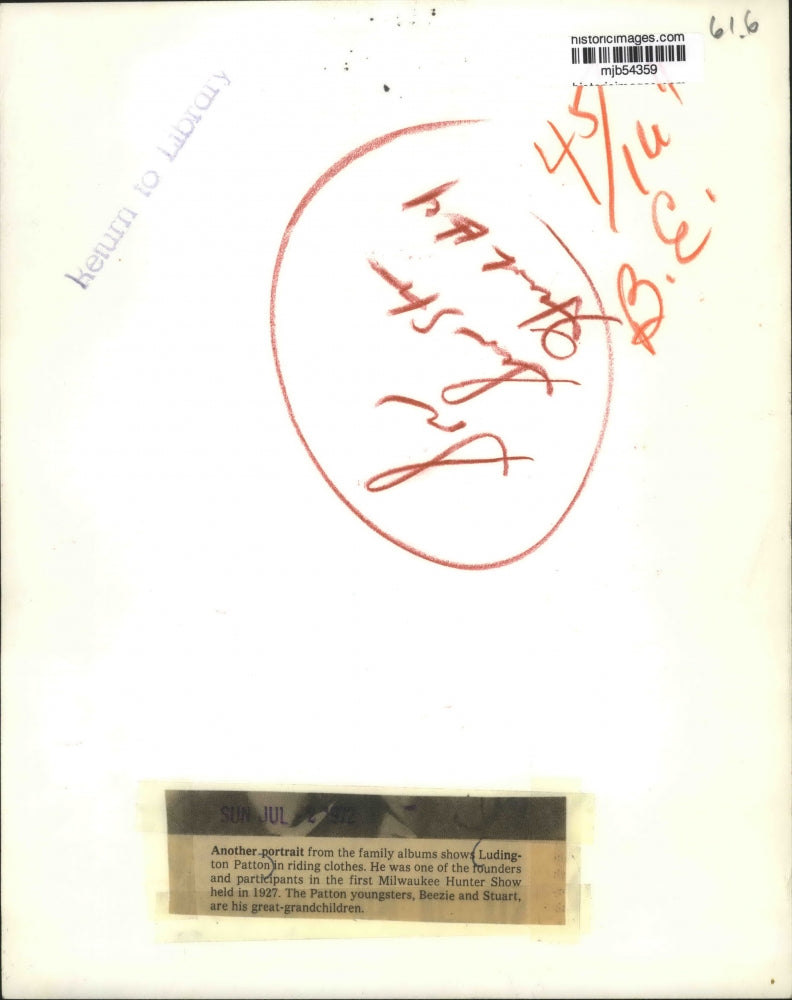 historicimages.com
61.6
mjb54359
45/
14"
B.E.
Return to Library
SUN JUL 2 1972
Another portrait from the family albums shows Luding-
ton Patton in riding clothes. He was one of the founders
and participants in the first Milwaukee Hunter Show
held in 1927. The Patton youngsters, Beezie and Stuart,
are his great-grandchildren.